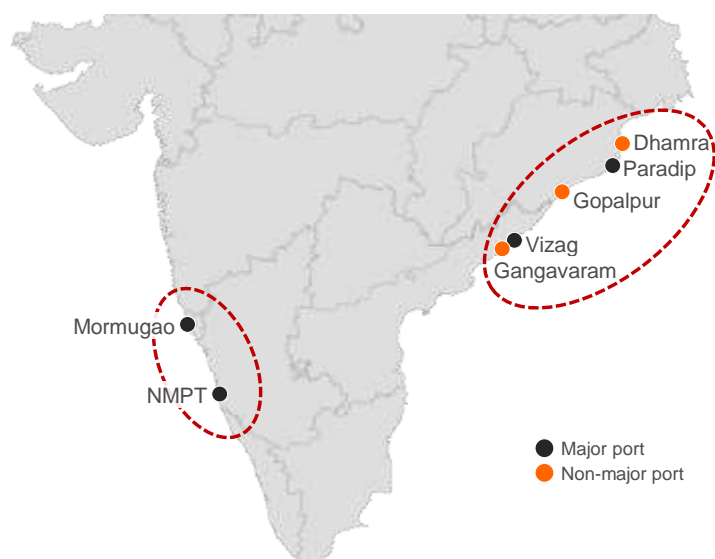 Dhamra
Paradip
Gopalpur
Vizag
Gangavaram
Mormugao
NMPT
Major port
Non-major port